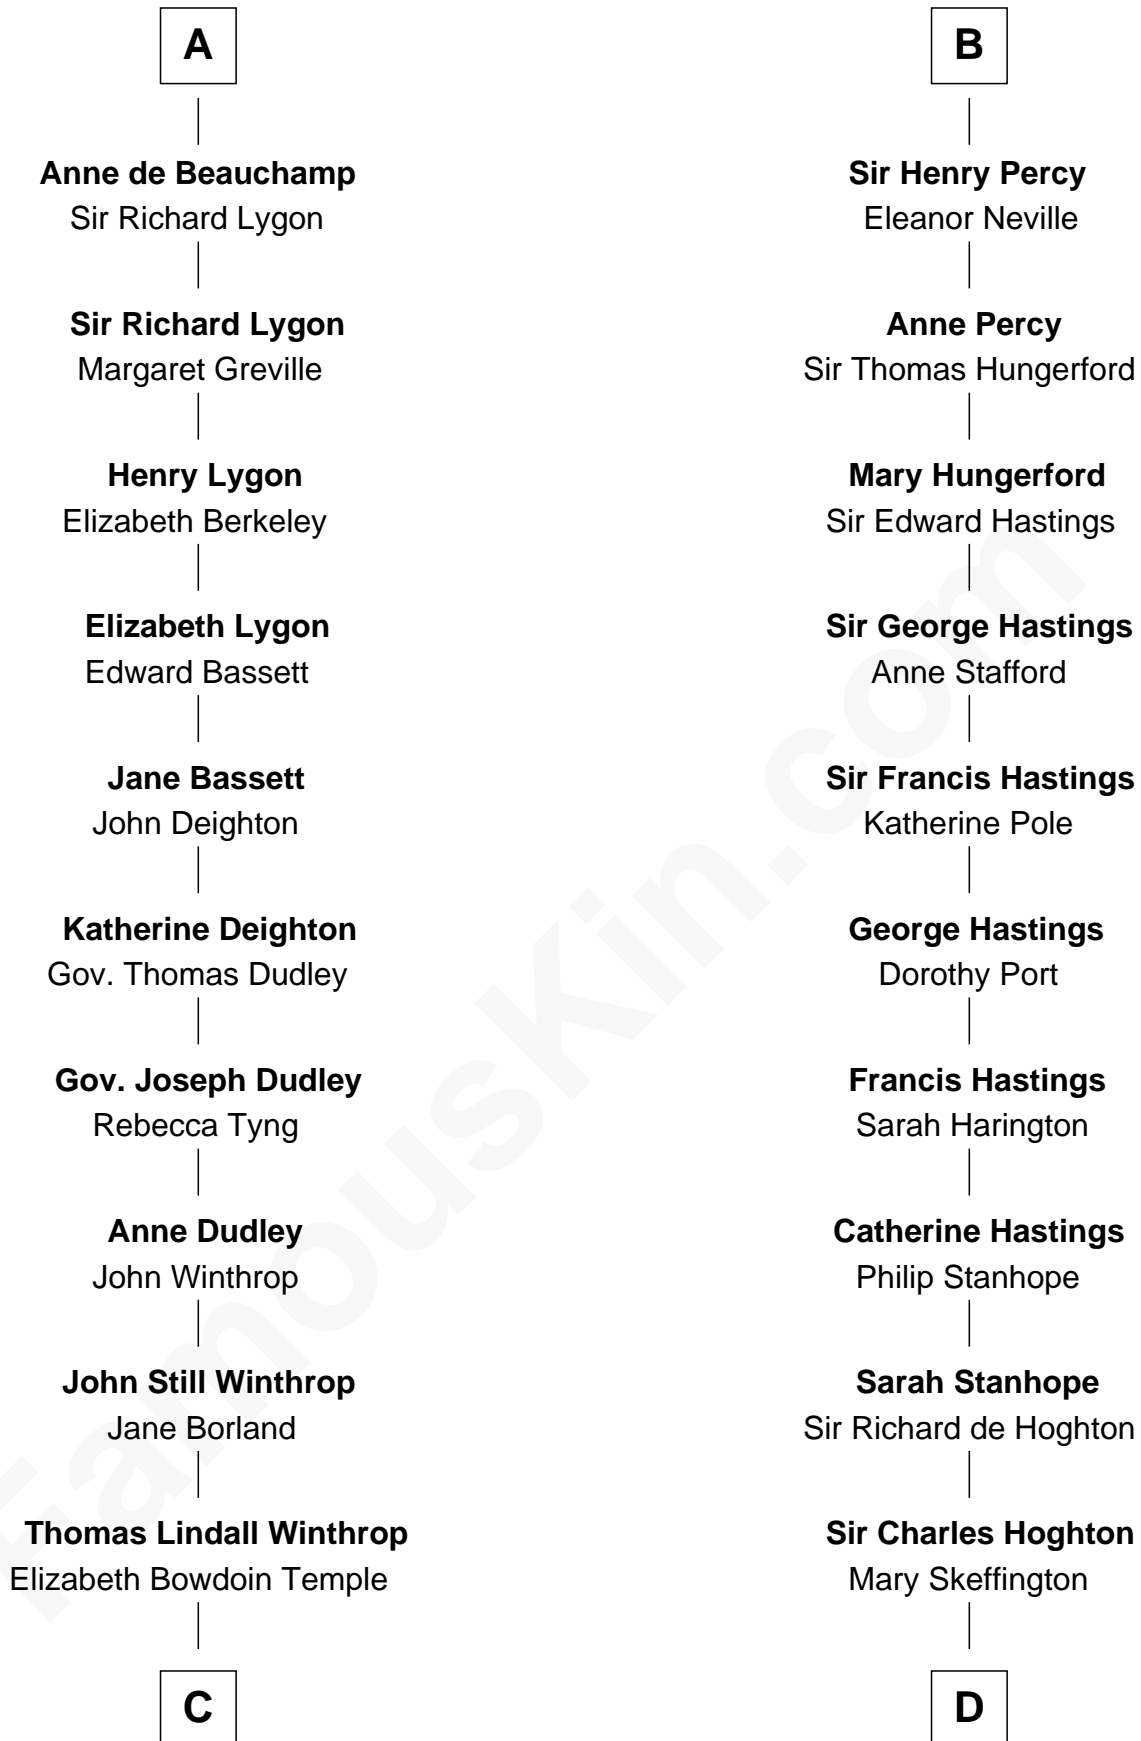 A
Anne de Beauchamp
Sir Richard Lygon
Sir Richard Lygon
Margaret Greville
Henry Lygon
Elizabeth Berkeley
Elizabeth Lygon
Edward Bassett
Jane Bassett
John Deighton
Katherine Deighton
Gov. Thomas Dudley
Gov. Joseph Dudley
Rebecca Tyng
Anne Dudley
John Winthrop
John Still Winthrop
Jane Borland
Thomas Lindall Winthrop
Elizabeth Bowdoin Temple
C
B
Sir Henry Percy
Eleanor Neville
Anne Percy
Sir Thomas Hungerford
Mary Hungerford
Sir Edward Hastings
Sir George Hastings
Anne Stafford
Sir Francis Hastings
Katherine Pole
George Hastings
Dorothy Port
Francis Hastings
Sarah Harington
Catherine Hastings
Philip Stanhope
Sarah Stanhope
Sir Richard de Hoghton
Sir Charles Hoghton
Mary Skeffington
D
FamousKin.com